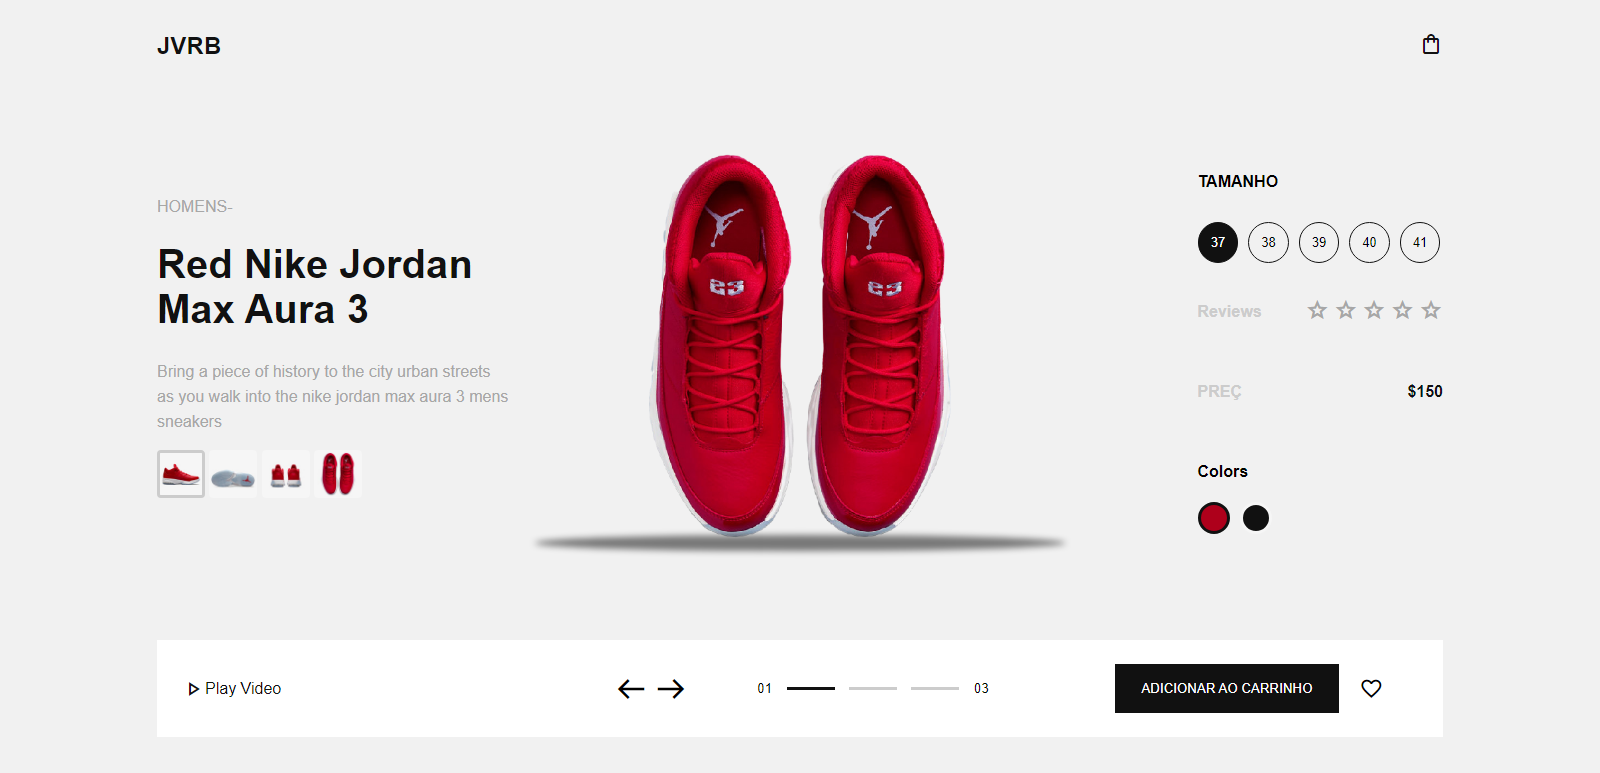 JVRB
HOMENS-
Red Nike Jordan
Max Aura 3
Bring a piece of history to the city urban streets
as you walk into the nike jordan max aura 3 mens
sneakers
23
23
TAMANHO
37 38 39 40 41
Reviews
PREÇ
$150
Colors
Play Video
01
03
ADICIONAR AO CARRINHO